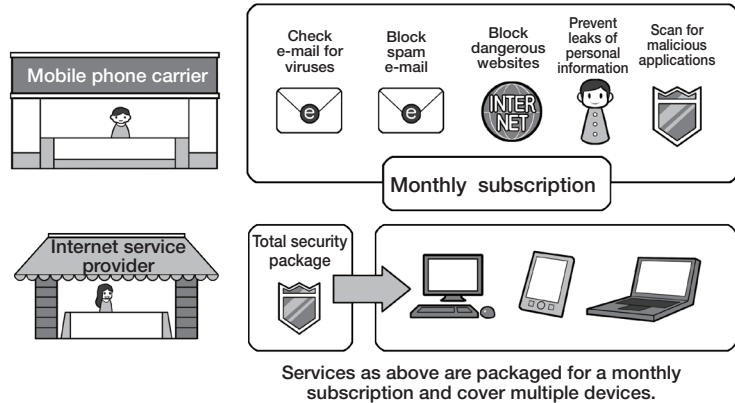 Mobile phone carrier
Check
e-mail for
viruses
Block
spam
e-mail
Block
dangerous
websites
Prevent
leaks of
personal
information
Scan for
malicious
applications
e
e
INTER
NET
Monthly subscription
Internet service
provider
Total security
package
Services as above are packaged for a monthly
subscription and cover multiple devices.